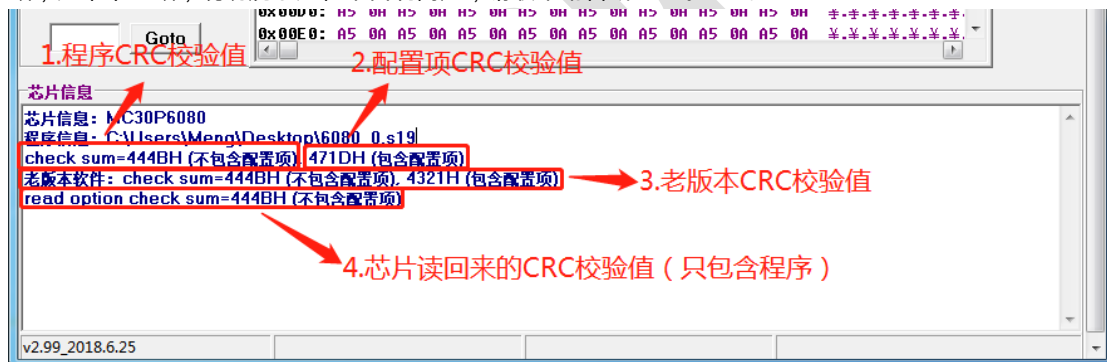 0x00D0: A5 0A A5 0A A5 0A A5 0A A5 0A A5 0A A5 0A A5 0A ¥.¥.¥.¥.¥.¥.¥.¥.
Goto
0x00E0: A5 0A A5 0A A5 0A A5 0A A5 0A A5 0A A5 0A A5 0A ¥.¥.¥.¥.¥.¥.¥.¥.
1.程序CRC校验值
2.配置项CRC校验值
芯片信息
芯片信息: MC30P6080
程序信息: C:\Users\Meng\Desktop\6080_0.s19
check sum=444BH (不包含配置项), 471DH (包含配置项)
老版本软件: check sum=444BH (不包含配置项), 4321H (包含配置项)
3.老版本CRC校验值
read option check sum=444BH (不包含配置项)
4.芯片读回来的CRC校验值（只包含程序）
v2.99_2018.6.25